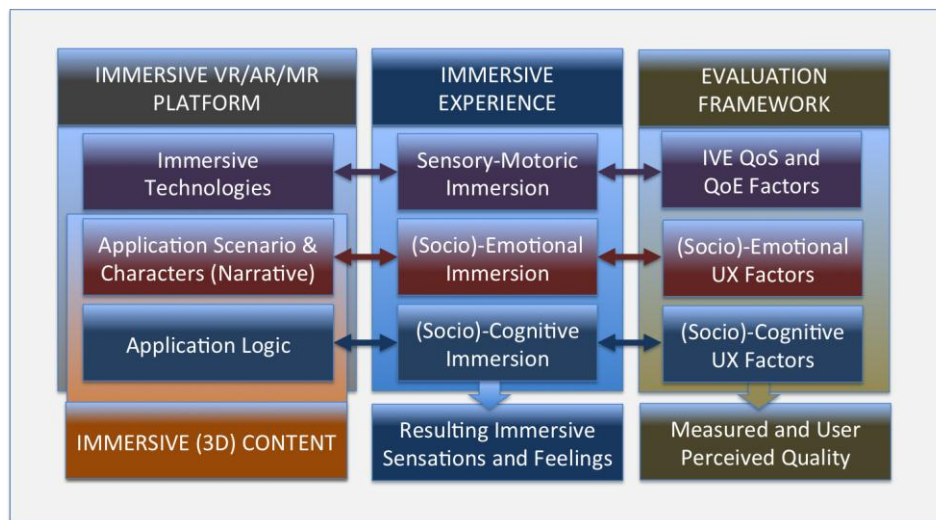 IMMERSIVE VR/AR/MR
PLATFORM
IMMERSIVE
EXPERIENCE
EVALUATION
FRAMEWORK
Immersive
Technologies
Sensory-Motoric
Immersion
IVE QoS and
QoE Factors
Application Scenario &
Characters (Narrative)
(Socio)-Emotional
Immersion
(Socio)-Emotional
UX Factors
Application Logic
(Socio)-Cognitive
Immersion
(Socio)-Cognitive
UX Factors
IMMERSIVE (3D) CONTENT
Resulting Immersive
Sensations and Feelings
Measured and User
Perceived Quality